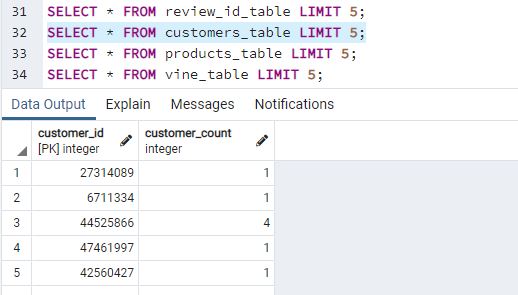 31 SELECT * FROM review_id_table LIMIT 5;
32 SELECT * FROM customers_table LIMIT 5;
33 SELECT * FROM products_table LIMIT 5;
34 SELECT * FROM vine_table LIMIT 5;
Data Output Explain Messages Notifications
customer_id customer_count
[PK] integer integer
1 27314089 1
2 6711334 1
3 44525866 4
4 47461997 1
5 42560427 1